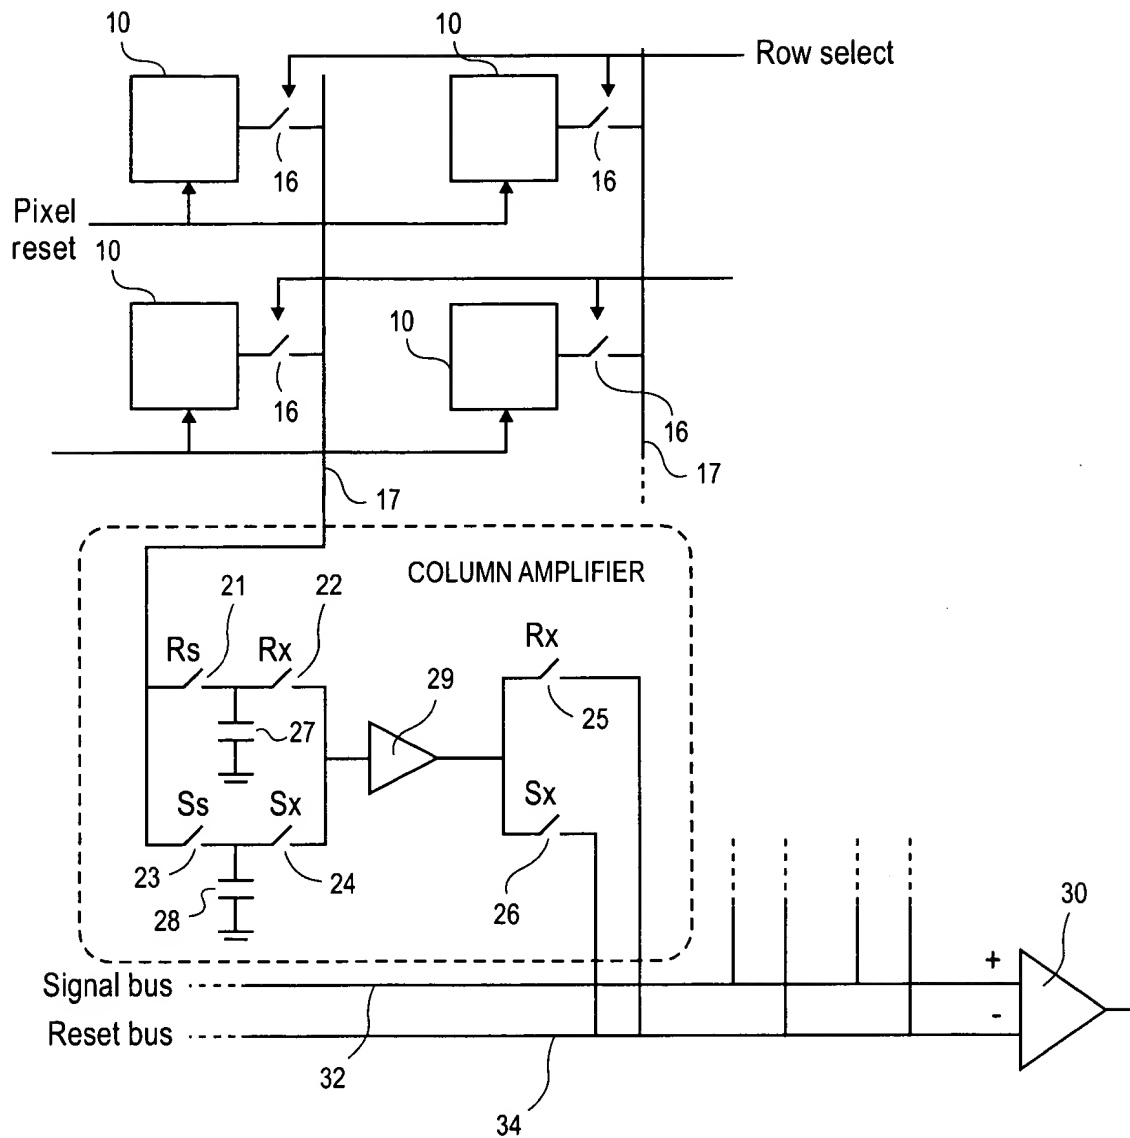 10
10
Row select
16
16
Pixel
reset
10
10
16
16
17
17
COLUMN AMPLIFIER
21
22
Rs
Rx
Rx
29
27
25
Ss
Sx
Sx
23
24
28
26
30
+
Signal bus
-
Reset bus
32
34